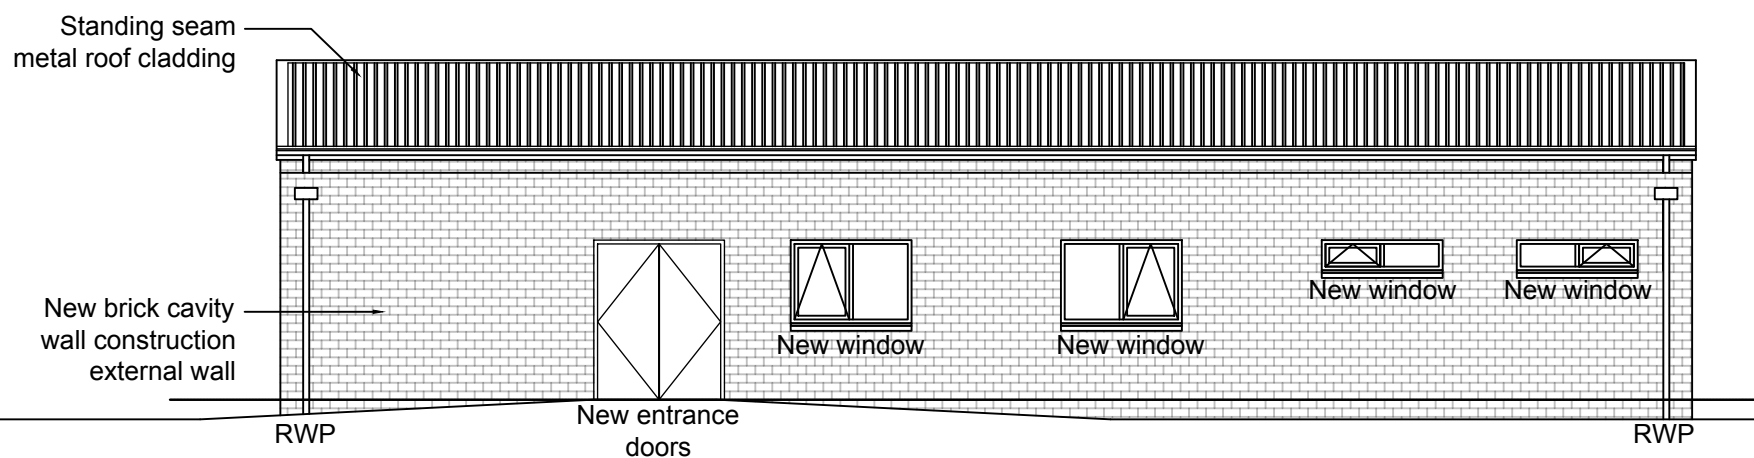 Standing seam
metal roof cladding
New brick cavity
wall construction
external wall
New window
New window
New window
New window
New entrance
doors
RWP
RWP